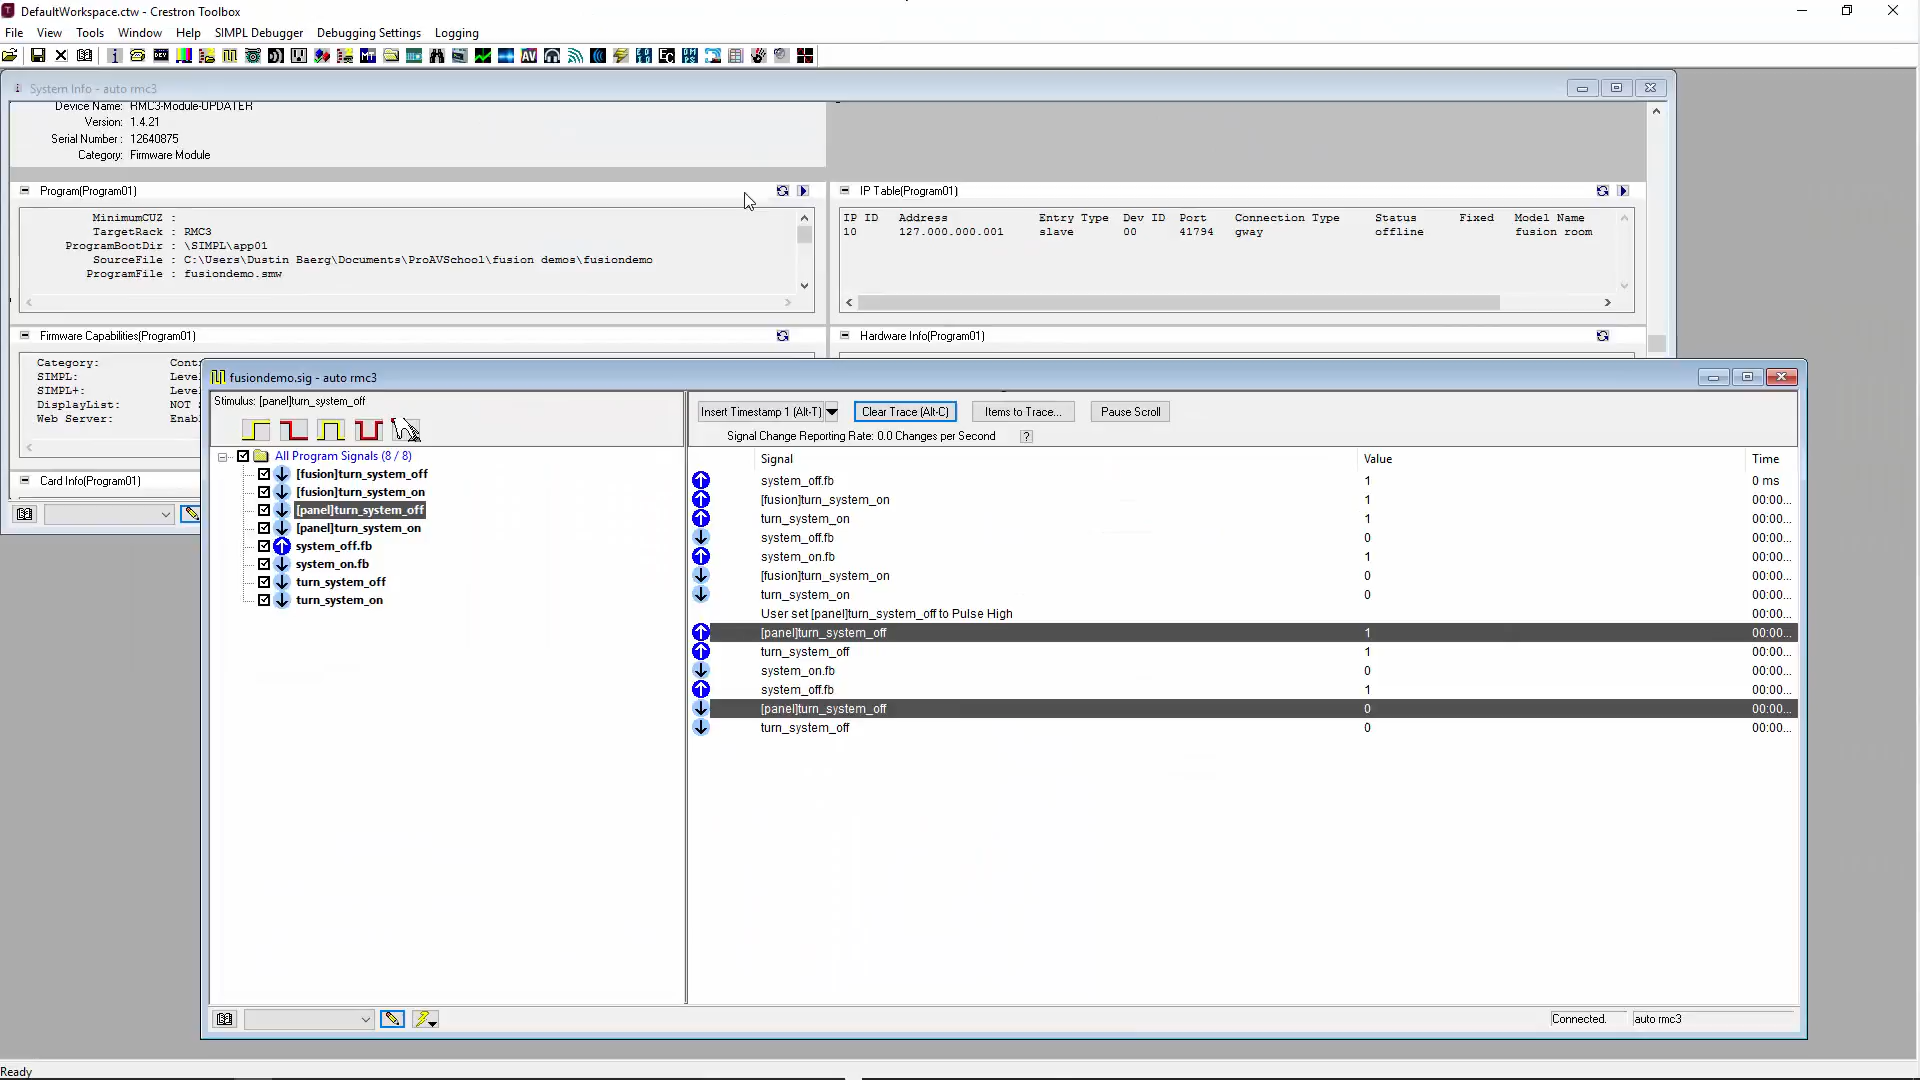 DefaultWorkspace.ctw - Crestron Toolbox
File View Tools Window Help SIMPL Debugger Debugging Settings Logging
System Info - auto rmc3
Device Name: RMC3-Module-UPDATER
Version: 1.4.21
Serial Number : 12640875
Category: Firmware Module
Program(Program01)
MinimumCUZ :
TargetRack : RMC3
ProgramBootDir : \SIMPL\app01
SourceFile : C:\Users\Dustin Baerg\Documents\ProAVSchool\fusion demos\fusiondemo
ProgramFile : fusiondemo.smw
IP Table(Program01)
IP ID Address Entry Type Dev ID Port Connection Type Status Fixed Model Name
10 127.000.000.001 slave 00 41794 gway offline fusion room
Firmware Capabilities(Program01)
Category: Cont
SIMPL: Leve
SIMPL+: Leve
DisplayList: NOT
Web Server: Enab
Hardware Info(Program01)
Card Info(Program01)
fusiondemo.sig - auto rmc3
Stimulus: [panel]turn_system_off
All Program Signals (8 / 8)
[fusion]turn_system_off
[fusion]turn_system_on
[panel]turn_system_off
[panel]turn_system_on
system_off.fb
system_on.fb
turn_system_off
turn_system_on
Insert Timestamp 1 (Alt-T) Clear Trace (Alt-C) Items to Trace... Pause Scroll
Signal Change Reporting Rate: 0.0 Changes per Second ?
Signal Value Time
system_off.fb 1 0 ms
[fusion]turn_system_on 1 00:00...
turn_system_on 1 00:00...
system_off.fb 0 00:00...
system_on.fb 1 00:00...
[fusion]turn_system_on 0 00:00...
turn_system_on 0 00:00...
User set [panel]turn_system_off to Pulse High 00:00...
[panel]turn_system_off 1 00:00...
turn_system_off 1 00:00...
system_on.fb 0 00:00...
system_off.fb 1 00:00...
[panel]turn_system_off 0 00:00...
turn_system_off 0 00:00...
Connected. auto rmc3
Ready